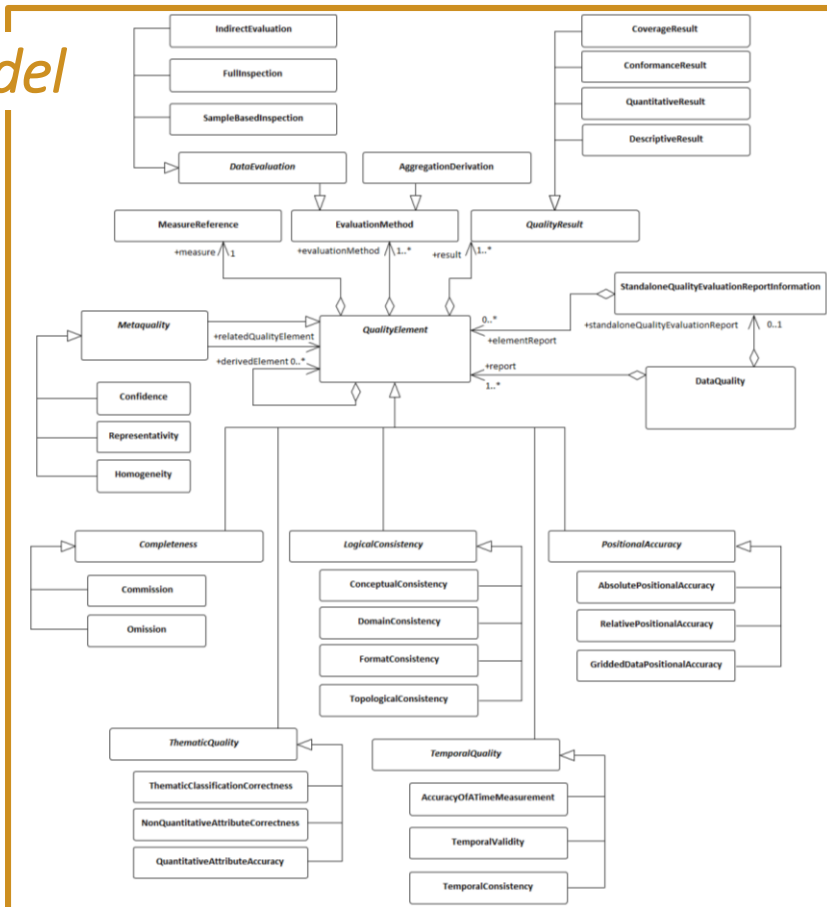 del
IndirectEvaluation
FullInspection
SampleBasedInspection
CoverageResult
ConformanceResult
QuantitativeResult
DescriptiveResult
DataEvaluation
AggregationDerivation
MeasureReference
EvaluationMethod
QualityResult
+measure
1
+evaluationMethod
1..*
+result
1..*
StandaloneQualityEvaluationReportInformation
Metaquality
+relatedQualityElement
QualityElement
0..*
+elementReport
+standaloneQualityEvaluationReport
0..1
+derivedElement 0..*
+report
1..*
DataQuality
Confidence
Representativity
Homogeneity
Completeness
LogicalConsistency
PositionalAccuracy
Commission
Omission
ConceptualConsistency
DomainConsistency
FormatConsistency
TopologicalConsistency
AbsolutePositionalAccuracy
RelativePositionalAccuracy
GriddedDataPositionalAccuracy
ThematicQuality
ThematicClassificationCorrectness
NonQuantitativeAttributeCorrectness
QuantitativeAttributeAccuracy
TemporalQuality
AccuracyOfATimeMeasurement
TemporalValidity
TemporalConsistency